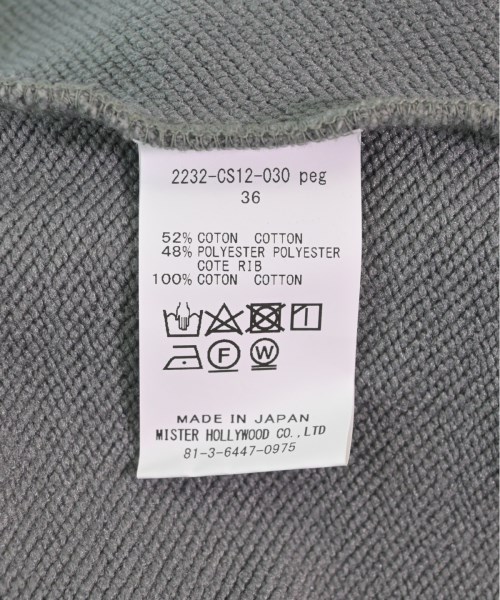 2232-CS12-030 peg
36
52% COTON COTTON
48% POLYESTER POLYESTER
COTE RIB
100% COTON COTTON
F W
MADE IN JAPAN
MISTER HOLLYWOOD CO.,LTD
81-3-6447-0975